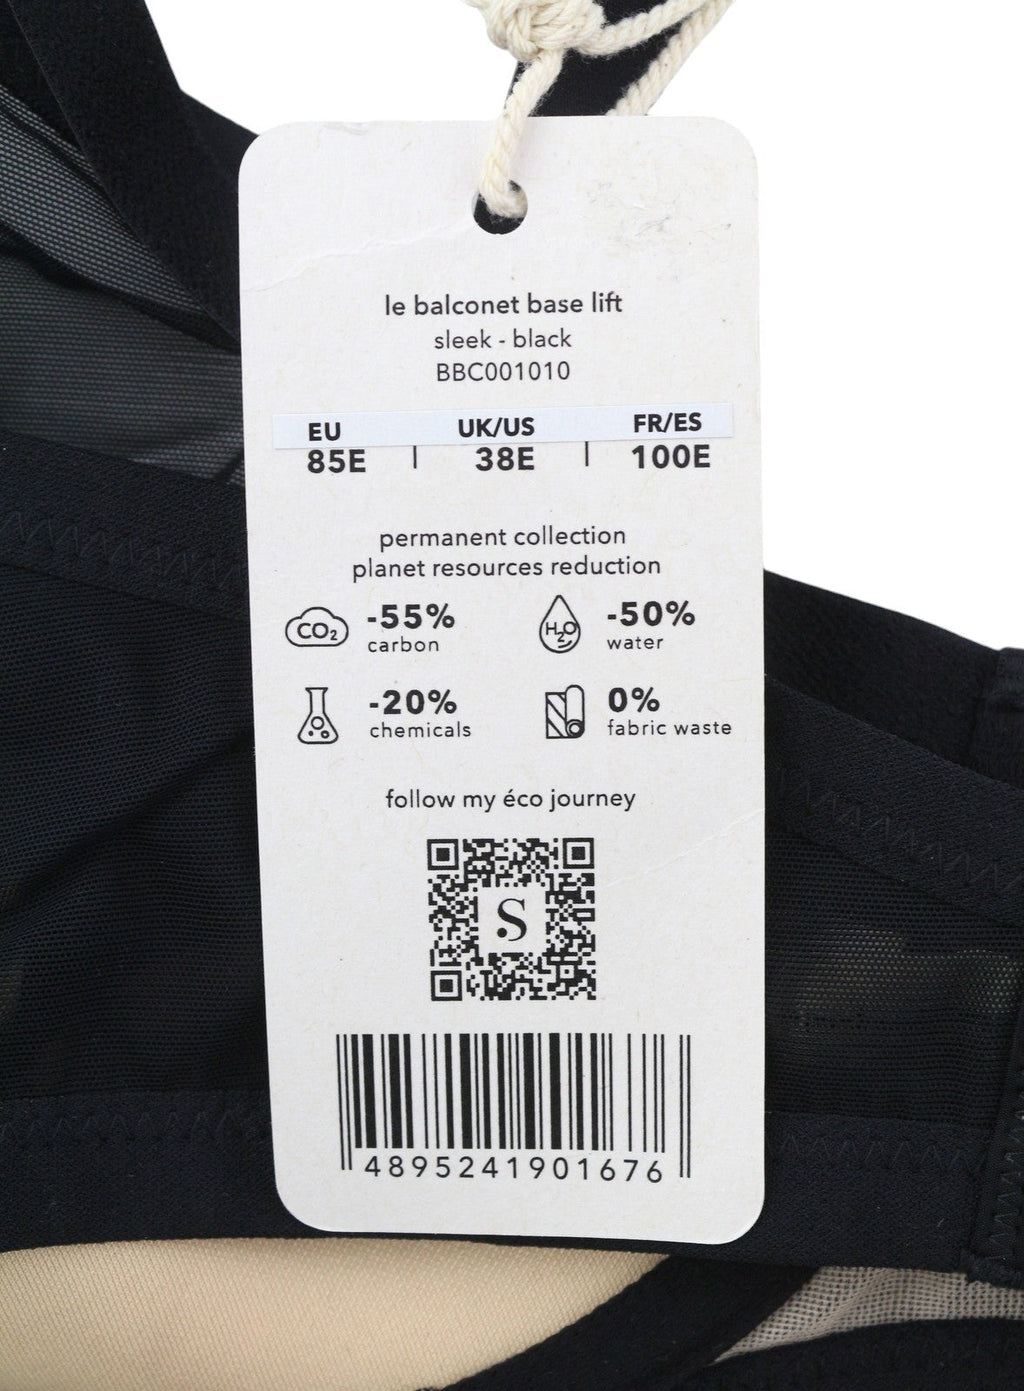 le balconet base lift
sleek - black
BBC001010
EU UK/US FR/ES
85E | 38E | 100E
permanent collection
planet resources reduction
CO₂ -55% H₂O -50%
carbon water
-20% 0%
chemicals fabric waste
follow my éco journey
S
4895241901676